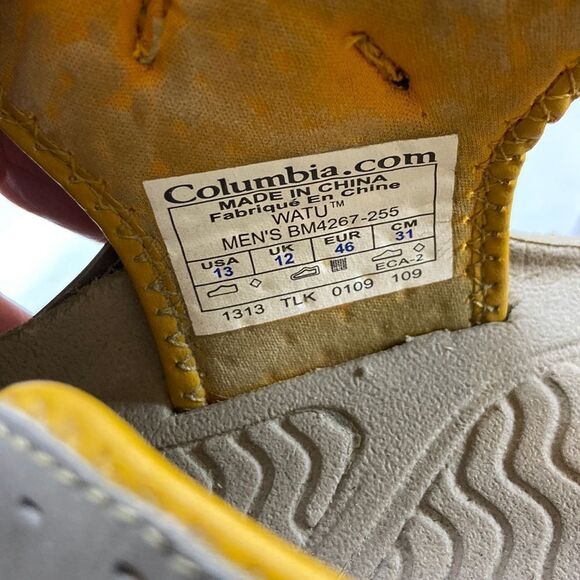 Columbia.com
MADE IN CHINA
Fabriqué En Chine
WATU™
MEN'S BM4267-255
USA UK EUR CM
13 12 46 31
ECA-2
1313 TLK 0109 109